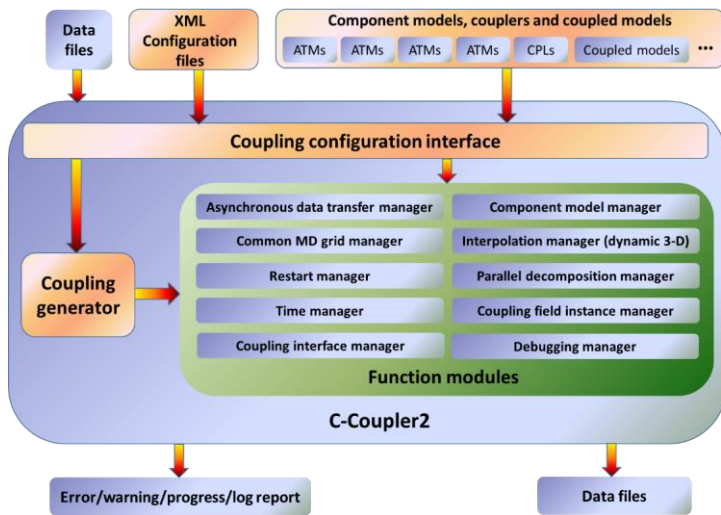 Data
files
XML
Configuration
files
Component models, couplers and coupled models
ATMs ATMs ATMs ATMs CPLs Coupled models ...
Coupling configuration interface
Coupling
generator
Asynchronous data transfer manager
Component model manager
Common MD grid manager
Interpolation manager (dynamic 3-D)
Restart manager
Parallel decomposition manager
Time manager
Coupling field instance manager
Coupling interface manager
Debugging manager
Function modules
C-Coupler2
Error/warning/progress/log report
Data files